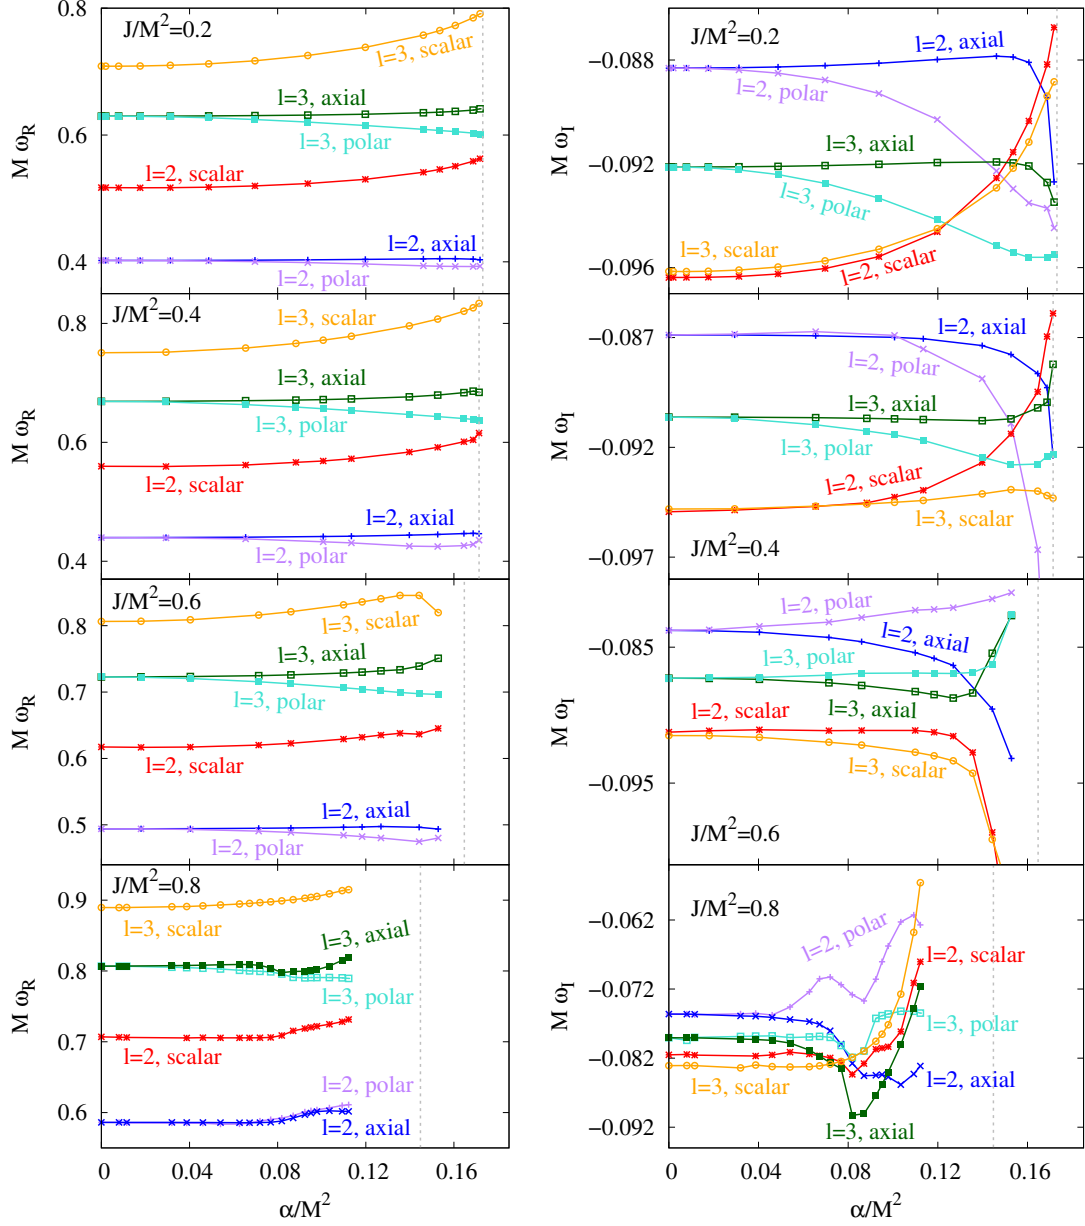 J/M²=0.2
l=3, scalar
l=3, axial
l=3, polar
l=2, scalar
l=2, axial
l=2, polar
0.8
0.6
0.4
M ω_R
J/M²=0.4
l=3, scalar
l=3, axial
l=3, polar
l=2, scalar
l=2, axial
l=2, polar
0.8
0.6
0.4
M ω_R
J/M²=0.6
l=3, scalar
l=3, axial
l=3, polar
l=2, scalar
l=2, axial
l=2, polar
0.8
0.7
0.6
0.5
M ω_R
J/M²=0.8
l=3, scalar
l=3, axial
l=3, polar
l=2, scalar
l=2, polar
l=2, axial
0.9
0.8
0.7
0.6
M ω_R
0 0.04 0.08 0.12 0.16
α/M²
J/M²=0.2
l=2, axial
l=2, polar
l=3, axial
l=3, polar
l=3, scalar
l=2, scalar
−0.088
−0.092
−0.096
M ω_I
l=2, axial
l=2, polar
l=3, axial
l=3, polar
l=2, scalar
l=3, scalar
J/M²=0.4
−0.087
−0.092
−0.097
M ω_I
l=2, polar
l=2, axial
l=3, polar
l=3, axial
l=2, scalar
l=3, scalar
J/M²=0.6
−0.085
−0.095
M ω_I
J/M²=0.8
l=2, polar
l=2, scalar
l=3, polar
l=3, scalar
l=2, axial
l=3, axial
−0.062
−0.072
−0.082
−0.092
M ω_I
0 0.04 0.08 0.12 0.16
α/M²